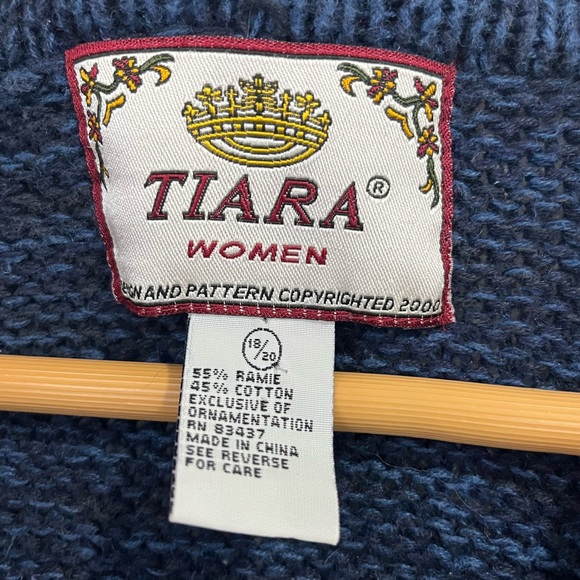 TIARA®
WOMEN
AND PATTERN COPYRIGHTED 2000
18/20
55% RAMIE
45% COTTON
EXCLUSIVE OF
ORNAMENTATION
RN 83437
MADE IN CHINA
SEE REVERSE
FOR CARE